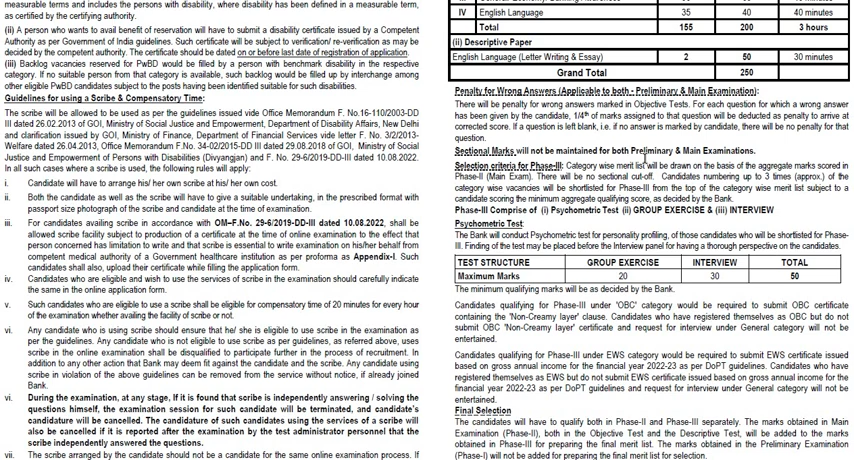 measurable terms and includes the persons with disability, where disability has been defined in a measurable term,
as certified by the certifying authority.
(ii) A person who wants to avail benefit of reservation will have to submit a disability certificate issued by a Competent
Authority as per Government of India guidelines. Such certificate will be subject to verification/ re-verification as may be
decided by the competent authority. The certificate should be dated on or before last date of registration of application.
(iii) Backlog vacancies reserved for PwBD would be filled by a person with benchmark disability in the respective
category. If no suitable person from that category is available, such backlog would be filled up by interchange among
other eligible PwBD candidates subject to the posts having been identified suitable for such disabilities.
Guidelines for using a Scribe & Compensatory Time:
The scribe will be allowed to be used as per the guidelines issued vide Office Memorandum F. No.16-110/2003-DD
III dated 26.02.2013 of GOI, Ministry of Social Justice and Empowerment, Department of Disability Affairs, New Delhi
and clarification issued by GOI, Ministry of Finance, Department of Financial Services vide letter F. No. 3/2/2013-
Welfare dated 26.04.2013, Office Memorandum F.No. 34-02/2015-DD III dated 29.08.2018 of GOI, Ministry of Social
Justice and Empowerment of Persons with Disabilities (Divyangjan) and F. No. 29-6/2019-DD-III dated 10.08.2022.
In all such cases where a scribe is used, the following rules will apply:
i. Candidate will have to arrange his/ her own scribe at his/ her own cost.
ii. Both the candidate as well as the scribe will have to give a suitable undertaking, in the prescribed format with
passport size photograph of the scribe and candidate at the time of examination.
iii. For candidates availing scribe in accordance with OM–F.No. 29-6/2019-DD-III dated 10.08.2022, shall be
allowed scribe facility subject to production of a certificate at the time of online examination to the effect that
person concerned has limitation to write and that scribe is essential to write examination on his/her behalf from
competent medical authority of a Government healthcare institution as per proforma as Appendix-I. Such
candidates shall also, upload their certificate while filling the application form.
iv. Candidates who are eligible and wish to use the services of scribe in the examination should carefully indicate
the same in the online application form.
v. Such candidates who are eligible to use a scribe shall be eligible for compensatory time of 20 minutes for every hour
of the examination whether availing the facility of scribe or not.
vi. Any candidate who is using scribe should ensure that he/ she is eligible to use scribe in the examination as
per the guidelines. Any candidate who is not eligible to use scribe as per guidelines, as referred above, uses
scribe in the online examination shall be disqualified to participate further in the process of recruitment. In
addition to any other action that Bank may deem fit against the candidate and the scribe. Any candidate using
scribe in violation of the above guidelines can be removed from the service without notice, if already joined
Bank.
vi. During the examination, at any stage, If it is found that scribe is independently answering / solving the
questions himself, the examination session for such candidate will be terminated, and candidate's
candidature will be cancelled. The candidature of such candidates using the services of a scribe will
also be cancelled if it is reported after the examination by the test administrator personnel that the
scribe independently answered the questions.
vii. The scribe arranged by the candidate should not be a candidate for the same online examination process. If
IV English Language 35 40 40 minutes
Total 155 200 3 hours
(ii) Descriptive Paper
English Language (Letter Writing & Essay) 2 50 30 minutes
Grand Total 250
Penalty for Wrong Answers (Applicable to both - Preliminary & Main Examination):
There will be penalty for wrong answers marked in Objective Tests. For each question for which a wrong answer
has been given by the candidate, 1/4th of marks assigned to that question will be deducted as penalty to arrive at
corrected score. If a question is left blank, i.e. if no answer is marked by candidate, there will be no penalty for that
question.
Sectional Marks will not be maintained for both Preliminary & Main Examinations.
Selection criteria for Phase-III: Category wise merit list will be drawn on the basis of the aggregate marks scored in
Phase-II (Main Exam). There will be no sectional cut-off. Candidates numbering up to 3 times (approx.) of the
category wise vacancies will be shortlisted for Phase-III from the top of the category wise merit list subject to a
candidate scoring the minimum aggregate qualifying score, as decided by the Bank.
Phase-III Comprise of (i) Psychometric Test (ii) GROUP EXERCISE & (iii) INTERVIEW
Psychometric Test:
The Bank will conduct Psychometric test for personality profiling, of those candidates who will be shortlisted for Phase-
III. Finding of the test may be placed before the Interview panel for having a thorough perspective on the candidates.
TEST STRUCTURE GROUP EXERCISE INTERVIEW TOTAL
Maximum Marks 20 30 50
The minimum qualifying marks will be as decided by the Bank.
Candidates qualifying for Phase-III under 'OBC' category would be required to submit OBC certificate
containing the 'Non-Creamy layer' clause. Candidates who have registered themselves as OBC but do not
submit OBC 'Non-Creamy layer' certificate and request for interview under General category will not be
entertained.
Candidates qualifying for Phase-III under EWS category would be required to submit EWS certificate issued
based on gross annual income for the financial year 2022-23 as per DoPT guidelines. Candidates who have
registered themselves as EWS but do not submit EWS certificate issued based on gross annual income for the
financial year 2022-23 as per DoPT guidelines and request for interview under General category will not be
entertained.
Final Selection
The candidates will have to qualify both in Phase-II and Phase-III separately. The marks obtained in Main
Examination (Phase-II), both in the Objective Test and the Descriptive Test, will be added to the marks
obtained in Phase-III for preparing the final merit list. The marks obtained in the Preliminary Examination
(Phase-I) will not be added for preparing the final merit list for selection.